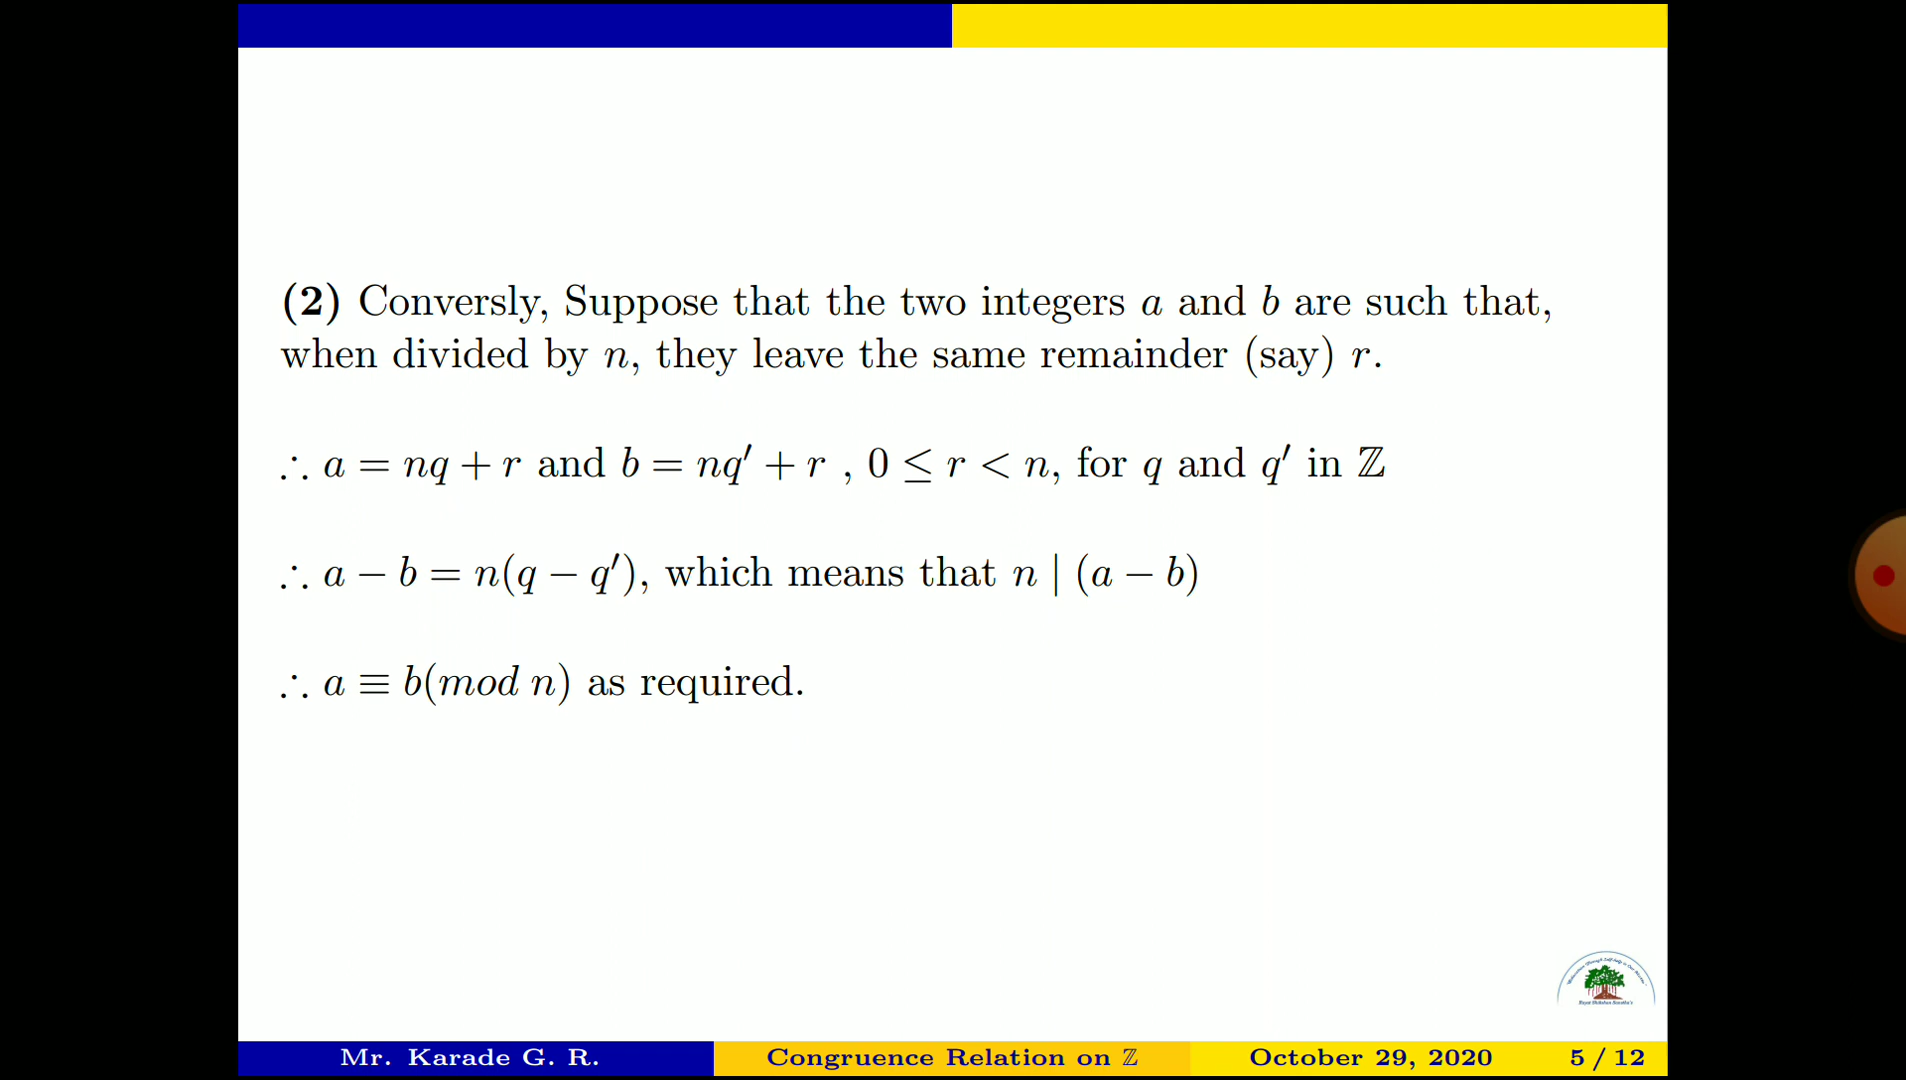 (2) Conversly, Suppose that the two integers a and b are such that,
when divided by n, they leave the same remainder (say) r.
∴ a = nq + r and b = nq′ + r , 0 ≤ r < n, for q and q′ in ℤ
∴ a − b = n(q − q′), which means that n | (a − b)
∴ a ≡ b(mod n) as required.
Mr. Karade G. R. Congruence Relation on ℤ October 29, 2020 5 / 12